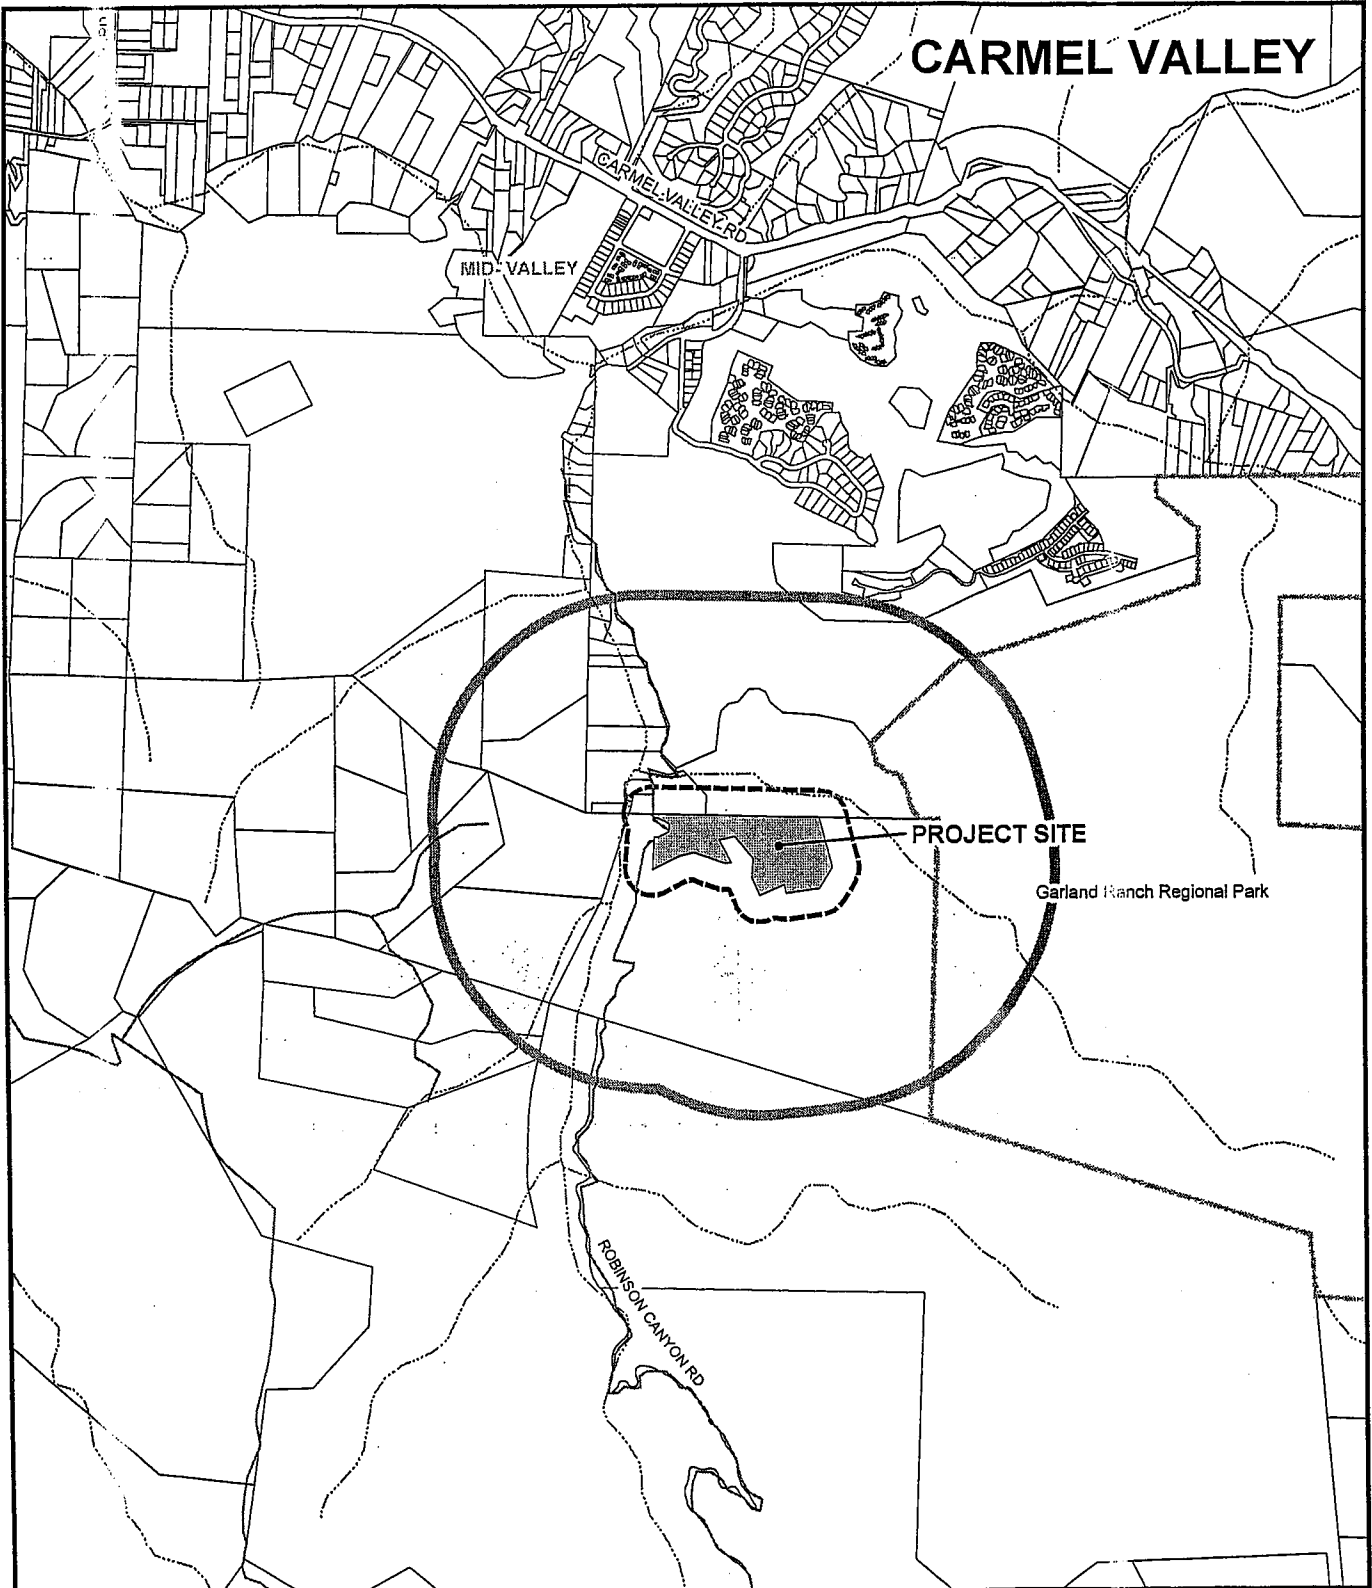 CARMEL VALLEY
CARMEL VALLEY RD
MID-VALLEY
PROJECT SITE
Garland Ranch Regional Park
ROBINSON CANYON RD